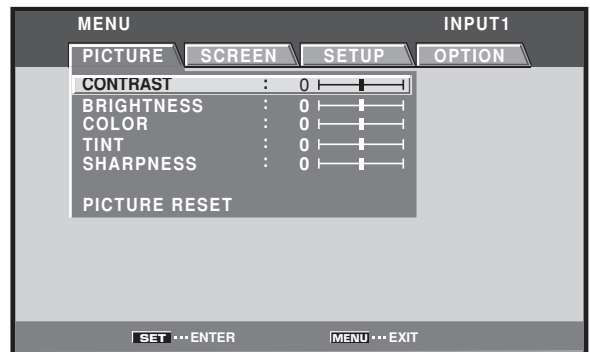 MENU INPUT1
PICTURE SCREEN SETUP OPTION
CONTRAST : 0
BRIGHTNESS : 0
COLOR : 0
TINT : 0
SHARPNESS : 0
PICTURE RESET
SET ··· ENTER MENU ··· EXIT